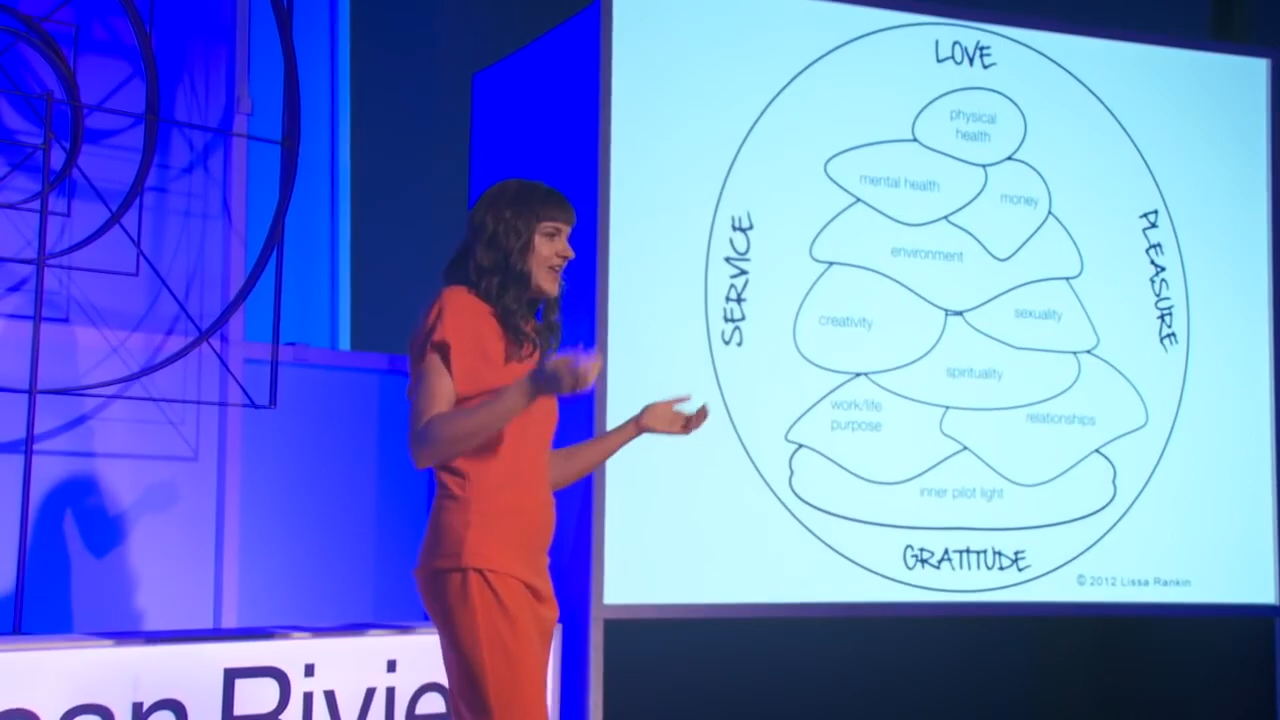 LOVE
physical
health
mental health
money
environment
SERVICE
PLEASURE
creativity
sexuality
spirituality
work/life
purpose
relationships
inner pilot light
GRATITUDE
© 2012 Lissa Rankin
Rivie